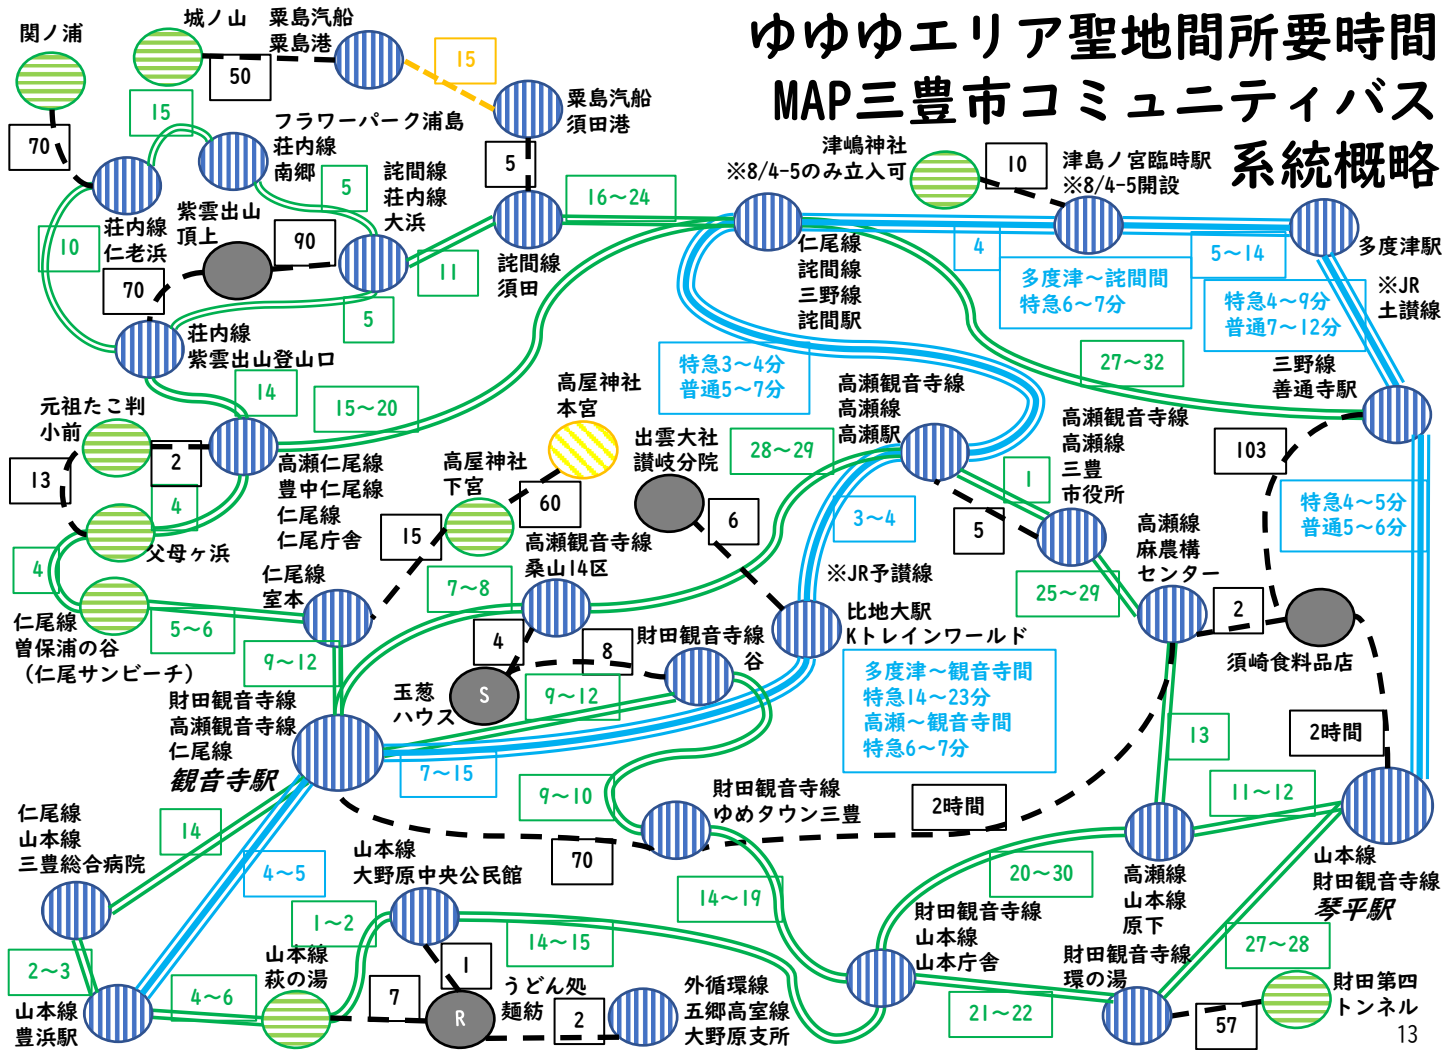 ゆゆゆエリア聖地間所要時間
MAP三豊市コミュニティバス
系統概略
関ノ浦
城ノ山
粟島汽船
粟島港
50
15
粟島汽船
須田港
15
70
フラワーパーク浦島
荘内線
南郷
5
詫間線
荘内線
大浜
5
16～24
津嶋神社
※8/4-5のみ立入可
10
津島ノ宮臨時駅
※8/4-5開設
荘内線
仁老浜
紫雲出山
頂上
90
10
70
11
詫間線
須田
仁尾線
詫間線
三野線
詫間駅
4
5～14
多度津駅
多度津～詫間間
特急6～7分
特急4～9分
普通7～12分
※JR
土讃線
5
荘内線
紫雲出山登山口
14
15～20
特急3～4分
普通5～7分
27～32
三野線
善通寺駅
元祖たこ判
小前
2
13
高瀬仁尾線
豊中仁尾線
仁尾線
仁尾庁舎
4
父母ヶ浜
4
高屋神社
本宮
高屋神社
下宮
60
15
出雲大社
讃岐分院
6
28～29
高瀬観音寺線
高瀬線
高瀬駅
高瀬観音寺線
高瀬線
三豊
市役所
1
5
3～4
103
特急4～5分
普通5～6分
高瀬線
麻農構
センター
25～29
2
須崎食料品店
仁尾線
曽保浦の谷
（仁尾サンビーチ）
5～6
仁尾線
室本
7～8
高瀬観音寺線
桑山14区
※JR予讃線
比地大駅
Kトレインワールド
9～12
4
8
財田観音寺線
谷
玉葱
ハウス
S
9～12
多度津～観音寺間
特急14～23分
高瀬～観音寺間
特急6～7分
財田観音寺線
高瀬観音寺線
仁尾線
観音寺駅
7～15
9～10
財田観音寺線
ゆめタウン三豊
2時間
13
2時間
11～12
仁尾線
山本線
三豊総合病院
14
4～5
70
山本線
大野原中央公民館
14～19
20～30
高瀬線
山本線
原下
山本線
財田観音寺線
琴平駅
1～2
14～15
財田観音寺線
山本線
山本庁舎
財田観音寺線
環の湯
27～28
2～3
山本線
豊浜駅
4～6
山本線
萩の湯
7
1
R
うどん処
麺紡
2
外循環線
五郷高室線
大野原支所
21～22
57
財田第四
トンネル
13